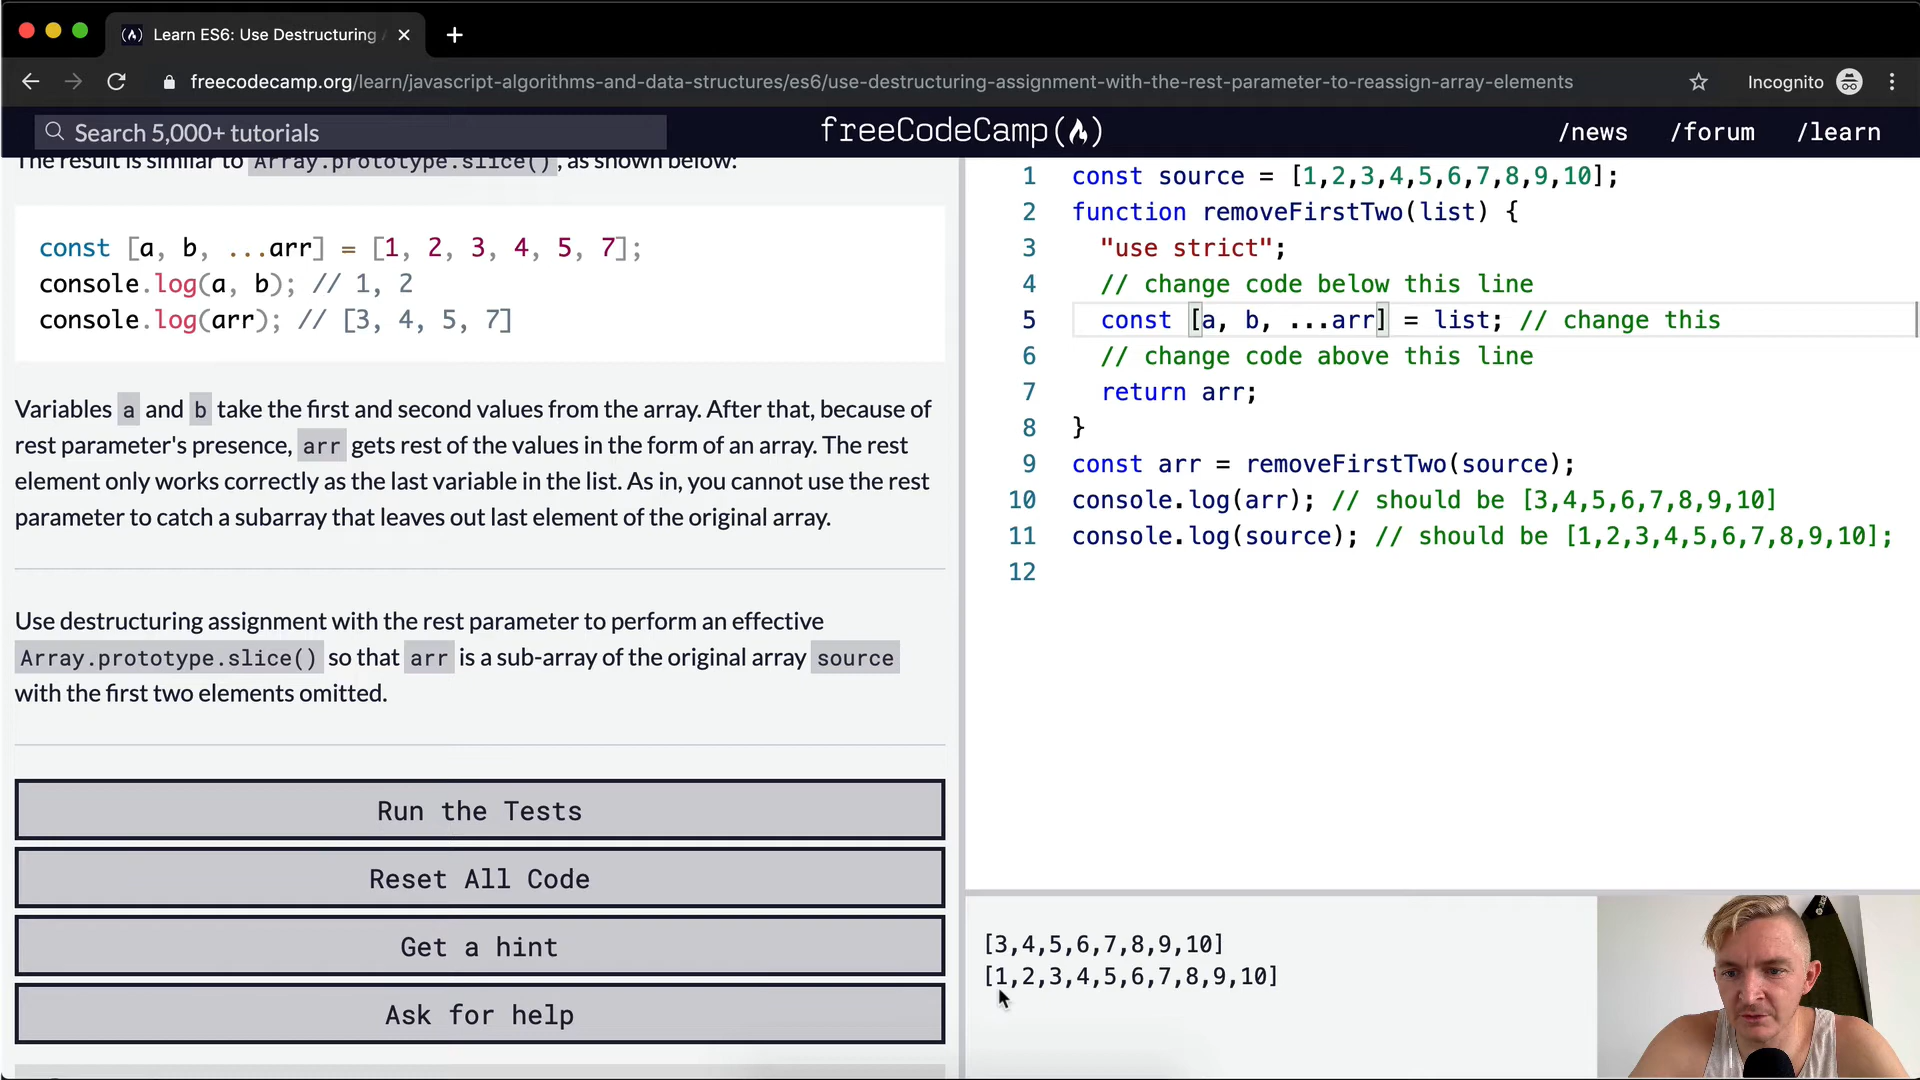 Learn ES6: Use Destructuring
freecodecamp.org/learn/javascript-algorithms-and-data-structures/es6/use-destructuring-assignment-with-the-rest-parameter-to-reassign-array-elements
Incognito
Search 5,000+ tutorials
freeCodeCamp
/news
/forum
/learn
The result is similar to Array.prototype.slice(), as shown below:
const [a, b, ...arr] = [1, 2, 3, 4, 5, 7];
console.log(a, b); // 1, 2
console.log(arr); // [3, 4, 5, 7]
Variables a and b take the first and second values from the array. After that, because of
rest parameter's presence, arr gets rest of the values in the form of an array. The rest
element only works correctly as the last variable in the list. As in, you cannot use the rest
parameter to catch a subarray that leaves out last element of the original array.
Use destructuring assignment with the rest parameter to perform an effective
Array.prototype.slice() so that arr is a sub-array of the original array source
with the first two elements omitted.
Run the Tests
Reset All Code
Get a hint
Ask for help
1 const source = [1,2,3,4,5,6,7,8,9,10];
2 function removeFirstTwo(list) {
3 "use strict";
4 // change code below this line
5 const [a, b, ...arr] = list; // change this
6 // change code above this line
7 return arr;
8 }
9 const arr = removeFirstTwo(source);
10 console.log(arr); // should be [3,4,5,6,7,8,9,10]
11 console.log(source); // should be [1,2,3,4,5,6,7,8,9,10];
12
[3,4,5,6,7,8,9,10]
[1,2,3,4,5,6,7,8,9,10]